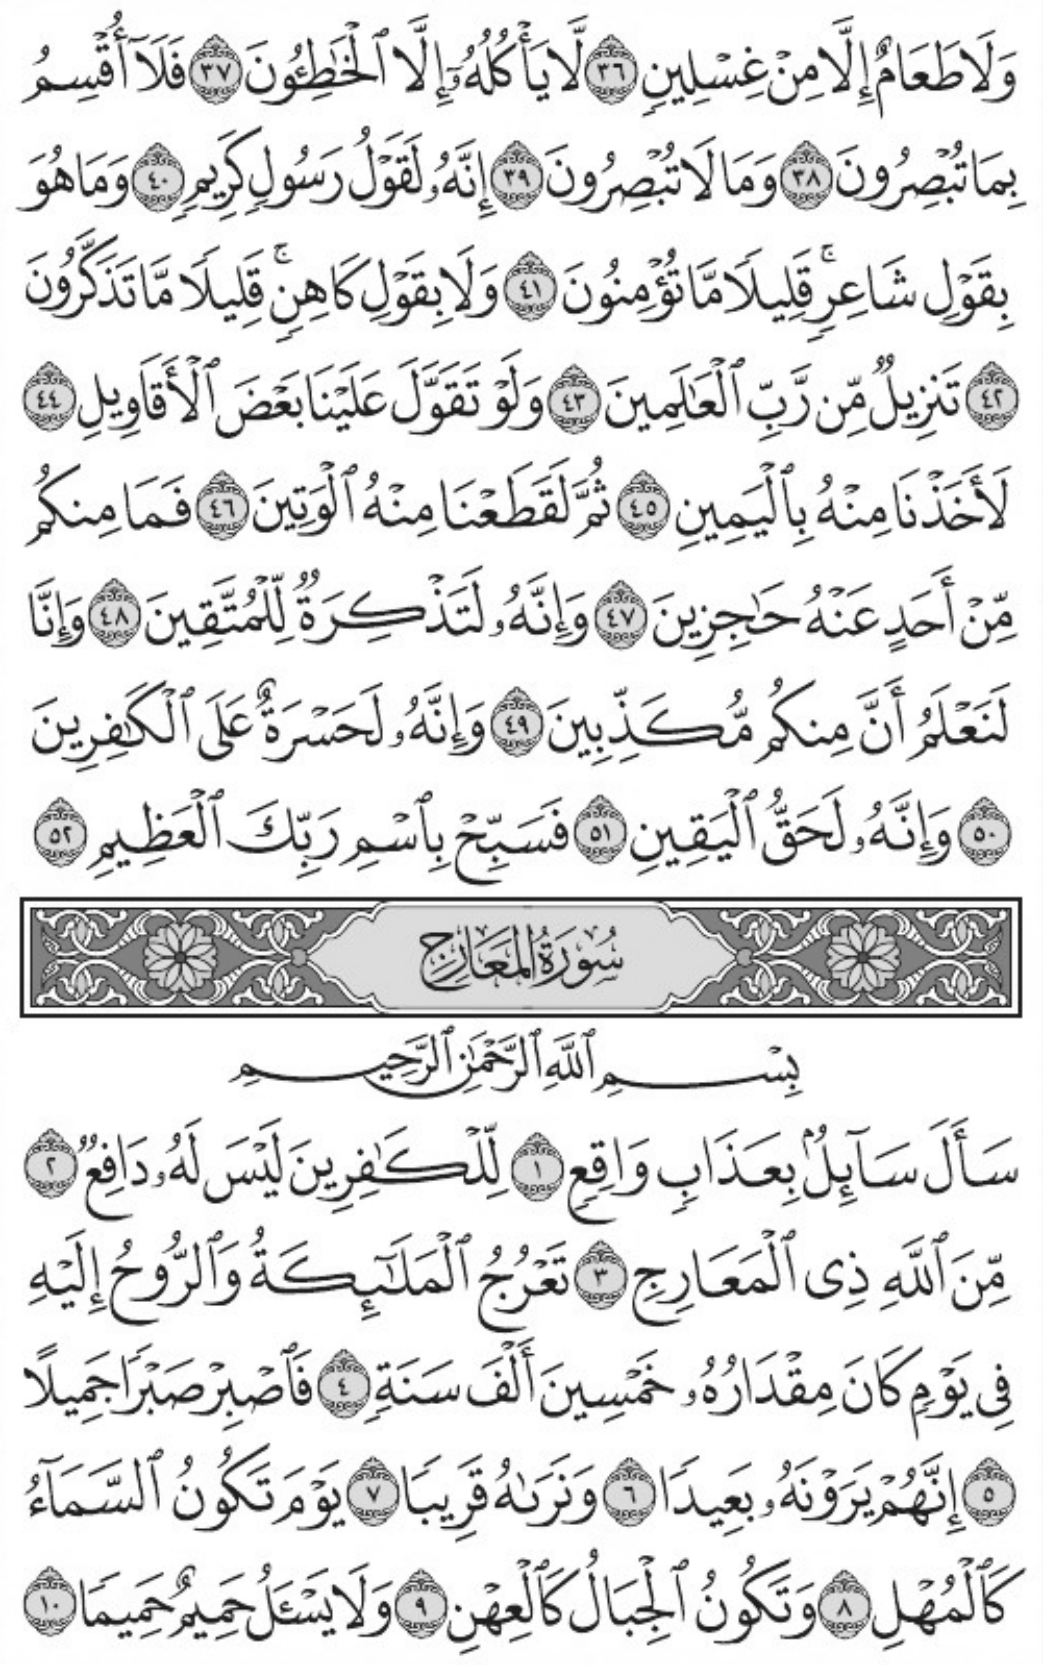 وَلَا طَعَامٌ إِلَّا مِنْ غِسْلِينٍ ٣٦ لَّا يَأْكُلُهُۥٓ إِلَّا ٱلْخَٰطِـُٔونَ ٣٧ فَلَآ أُقْسِمُ
بِمَا تُبْصِرُونَ ٣٨ وَمَا لَا تُبْصِرُونَ ٣٩ إِنَّهُۥ لَقَوْلُ رَسُولٍ كَرِيمٍ ٤٠ وَمَا هُوَ
بِقَوْلِ شَاعِرٍ ۚ قَلِيلًا مَّا تُؤْمِنُونَ ٤١ وَلَا بِقَوْلِ كَاهِنٍ ۚ قَلِيلًا مَّا تَذَكَّرُونَ
٤٢ تَنزِيلٌ مِّن رَّبِّ ٱلْعَٰلَمِينَ ٤٣ وَلَوْ تَقَوَّلَ عَلَيْنَا بَعْضَ ٱلْأَقَاوِيلِ ٤٤
لَأَخَذْنَا مِنْهُ بِٱلْيَمِينِ ٤٥ ثُمَّ لَقَطَعْنَا مِنْهُ ٱلْوَتِينَ ٤٦ فَمَا مِنكُم
مِّنْ أَحَدٍ عَنْهُ حَٰجِزِينَ ٤٧ وَإِنَّهُۥ لَتَذْكِرَةٌ لِّلْمُتَّقِينَ ٤٨ وَإِنَّا
لَنَعْلَمُ أَنَّ مِنكُم مُّكَذِّبِينَ ٤٩ وَإِنَّهُۥ لَحَسْرَةٌ عَلَى ٱلْكَٰفِرِينَ
٥٠ وَإِنَّهُۥ لَحَقُّ ٱلْيَقِينِ ٥١ فَسَبِّحْ بِٱسْمِ رَبِّكَ ٱلْعَظِيمِ ٥٢
سُورَةُ المَعَارِجِ
بِسْمِ ٱللَّهِ ٱلرَّحْمَٰنِ ٱلرَّحِيمِ
سَأَلَ سَآئِلٌۢ بِعَذَابٍ وَاقِعٍ ١ لِّلْكَٰفِرِينَ لَيْسَ لَهُۥ دَافِعٌ ٢
مِّنَ ٱللَّهِ ذِى ٱلْمَعَارِجِ ٣ تَعْرُجُ ٱلْمَلَٰٓئِكَةُ وَٱلرُّوحُ إِلَيْهِ
فِى يَوْمٍ كَانَ مِقْدَارُهُۥ خَمْسِينَ أَلْفَ سَنَةٍ ٤ فَٱصْبِرْ صَبْرًا جَمِيلًا
٥ إِنَّهُمْ يَرَوْنَهُۥ بَعِيدًا ٦ وَنَرَىٰهُ قَرِيبًا ٧ يَوْمَ تَكُونُ ٱلسَّمَآءُ
كَٱلْمُهْلِ ٨ وَتَكُونُ ٱلْجِبَالُ كَٱلْعِهْنِ ٩ وَلَا يَسْـَٔلُ حَمِيمٌ حَمِيمًا ١٠